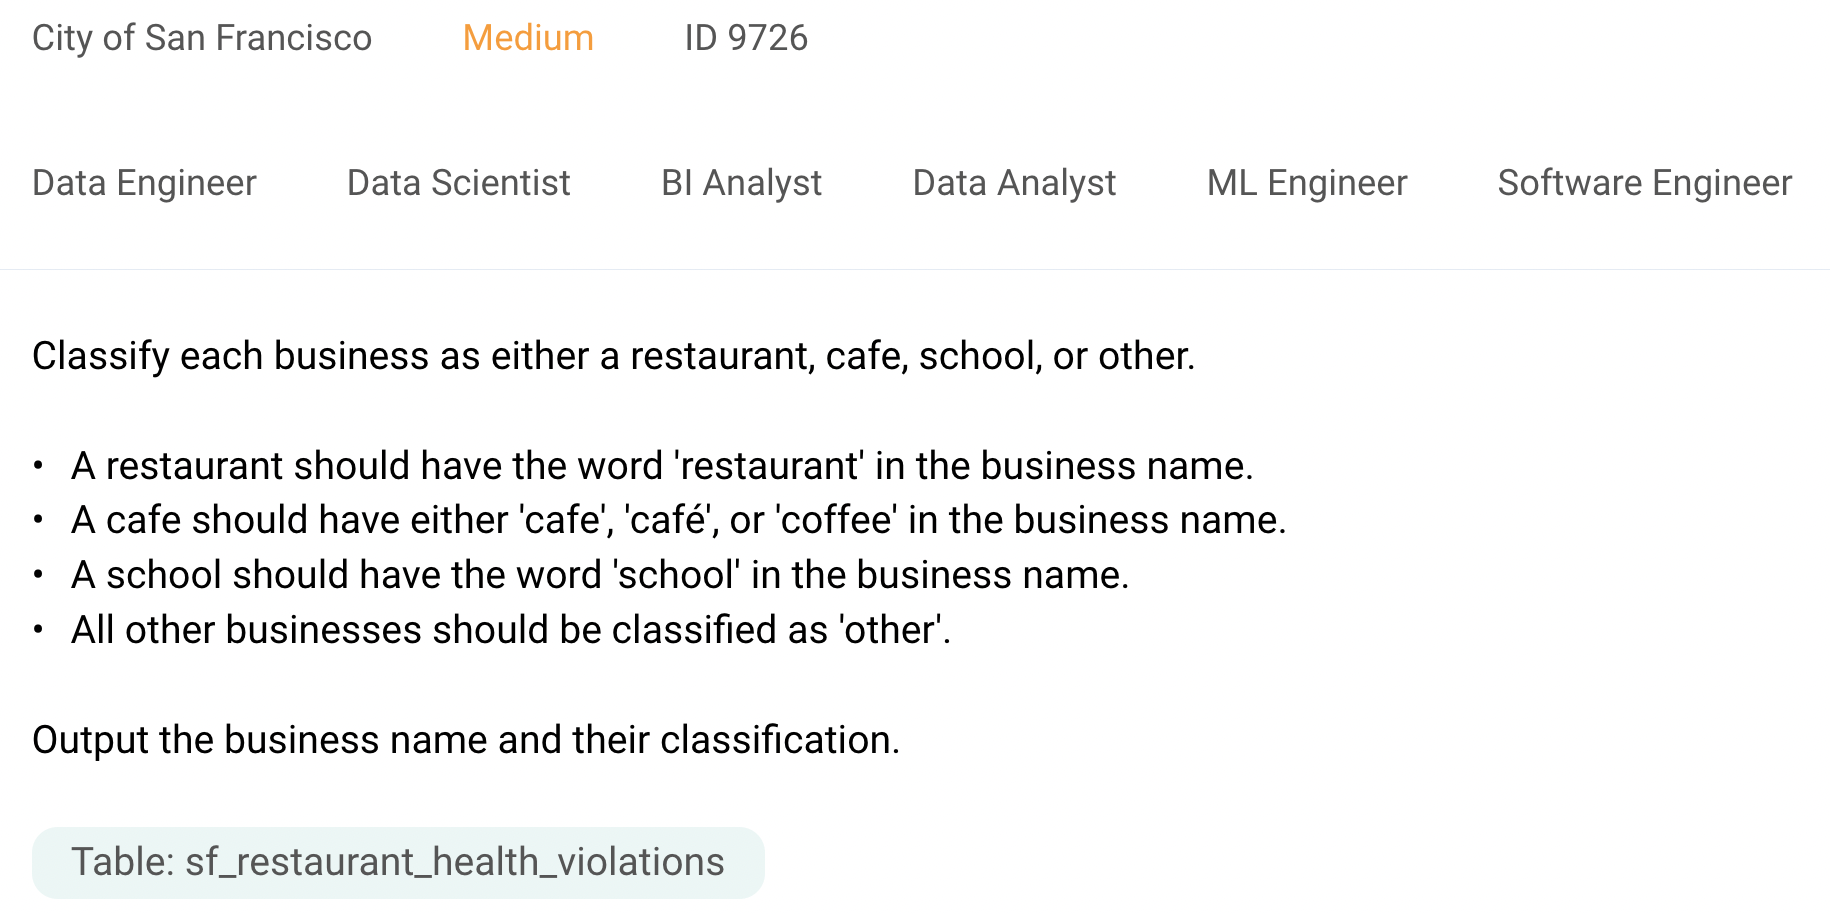 City of San Francisco Medium ID 9726
Data Engineer Data Scientist BI Analyst Data Analyst ML Engineer Software Engineer
Classify each business as either a restaurant, cafe, school, or other.
• A restaurant should have the word 'restaurant' in the business name.
• A cafe should have either 'cafe', 'café', or 'coffee' in the business name.
• A school should have the word 'school' in the business name.
• All other businesses should be classified as 'other'.
Output the business name and their classification.
Table: sf_restaurant_health_violations